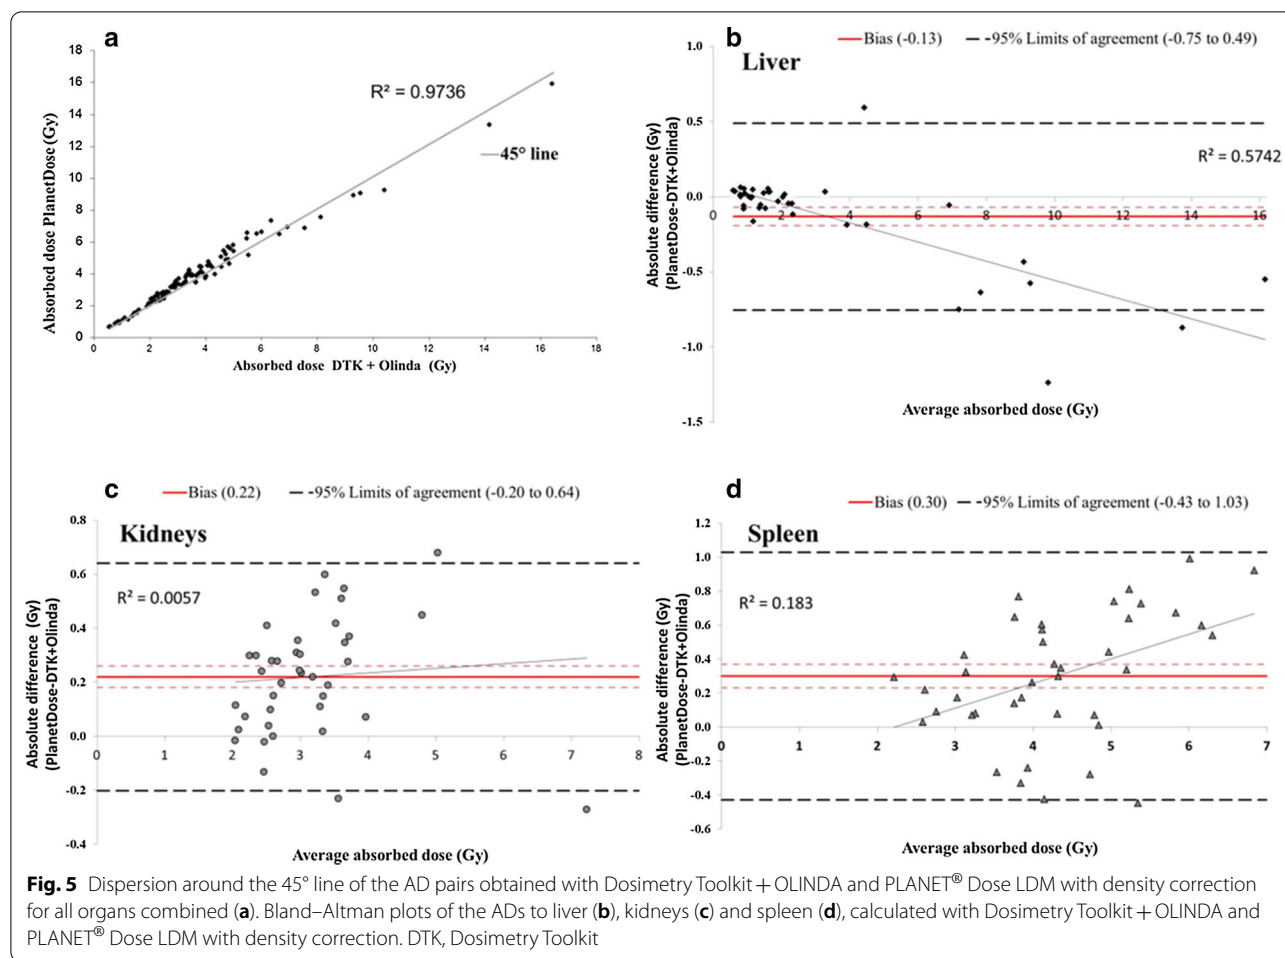 a
18
16
14
12
10
8
6
4
2
0
Absorbed dose PlanetDose (Gy)
R² = 0.9736
45° line
0 2 4 6 8 10 12 14 16 18
Absorbed dose DTK + Olinda (Gy)
b
Bias (-0.13) -95% Limits of agreement (-0.75 to 0.49)
Liver
1.0
0.5
0.0
-0.5
-1.0
-1.5
Absolute difference (Gy)
(PlanetDose-DTK+Olinda)
R² = 0.5742
0 2 4 6 8 10 12 14 16
Average absorbed dose (Gy)
c
Bias (0.22) -95% Limits of agreement (-0.20 to 0.64)
Kidneys
0.8
0.6
0.4
0.2
0.0
-0.2
-0.4
Absolute difference (Gy)
(PlanetDose-DTK+Olinda)
R² = 0.0057
0 1 2 3 4 5 6 7 8
Average absorbed dose (Gy)
d
Bias (0.30) -95% Limits of agreement (-0.43 to 1.03)
Spleen
1.2
1.0
0.8
0.6
0.4
0.2
0.0
-0.2
-0.4
-0.6
Absolute difference (Gy)
(PlanetDose-DTK+Olinda)
R² = 0.183
0 1 2 3 4 5 6 7
Average absorbed dose (Gy)
Fig. 5 Dispersion around the 45° line of the AD pairs obtained with Dosimetry Toolkit + OLINDA and PLANET® Dose LDM with density correction
for all organs combined (a). Bland–Altman plots of the ADs to liver (b), kidneys (c) and spleen (d), calculated with Dosimetry Toolkit + OLINDA and
PLANET® Dose LDM with density correction. DTK, Dosimetry Toolkit